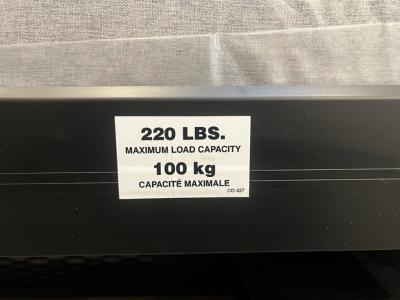 220 LBS.
MAXIMUM LOAD CAPACITY
100 kg
CAPACITÉ MAXIMALE
CO-327